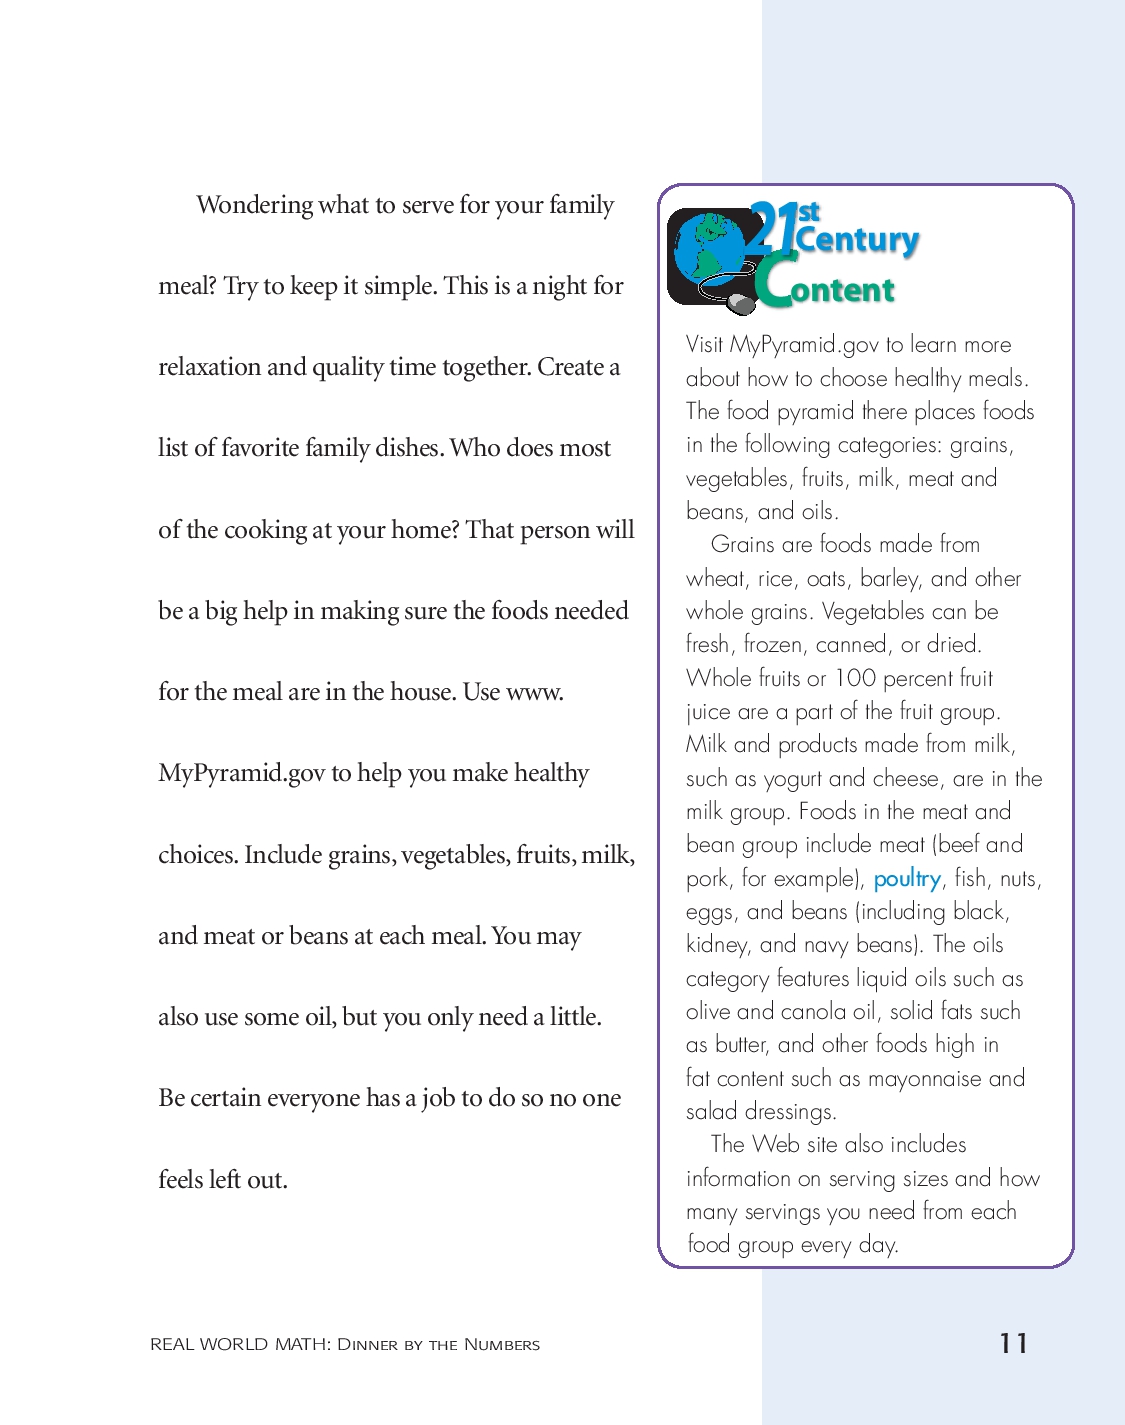 Wondering what to serve for your family
meal? Try to keep it simple. This is a night for
relaxation and quality time together. Create a
list of favorite family dishes. Who does most
of the cooking at your home? That person will
be a big help in making sure the foods needed
for the meal are in the house. Use www.
MyPyramid.gov to help you make healthy
choices. Include grains, vegetables, fruits, milk,
and meat or beans at each meal. You may
also use some oil, but you only need a little.
Be certain everyone has a job to do so no one
feels left out.
21st
Century
Content
Visit MyPyramid.gov to learn more
about how to choose healthy meals.
The food pyramid there places foods
in the following categories: grains,
vegetables, fruits, milk, meat and
beans, and oils.
Grains are foods made from
wheat, rice, oats, barley, and other
whole grains. Vegetables can be
fresh, frozen, canned, or dried.
Whole fruits or 100 percent fruit
juice are a part of the fruit group.
Milk and products made from milk,
such as yogurt and cheese, are in the
milk group. Foods in the meat and
bean group include meat (beef and
pork, for example), poultry, fish, nuts,
eggs, and beans (including black,
kidney, and navy beans). The oils
category features liquid oils such as
olive and canola oil, solid fats such
as butter, and other foods high in
fat content such as mayonnaise and
salad dressings.
The Web site also includes
information on serving sizes and how
many servings you need from each
food group every day.
REAL WORLD MATH: Dinner by the Numbers
11